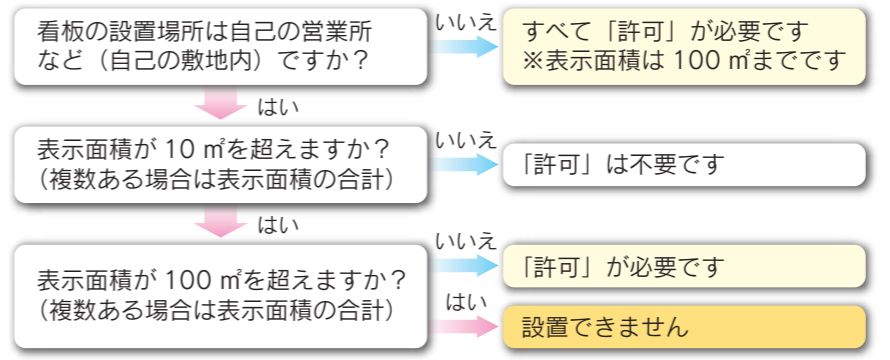 看板の設置場所は自己の営業所
など（自己の敷地内）ですか？
いいえ
すべて「許可」が必要です
※表示面積は 100 ㎡までです
はい
表示面積が 10 ㎡を超えますか？
（複数ある場合は表示面積の合計）
いいえ
「許可」は不要です
はい
表示面積が 100 ㎡を超えますか？
（複数ある場合は表示面積の合計）
いいえ
「許可」が必要です
はい
設置できません